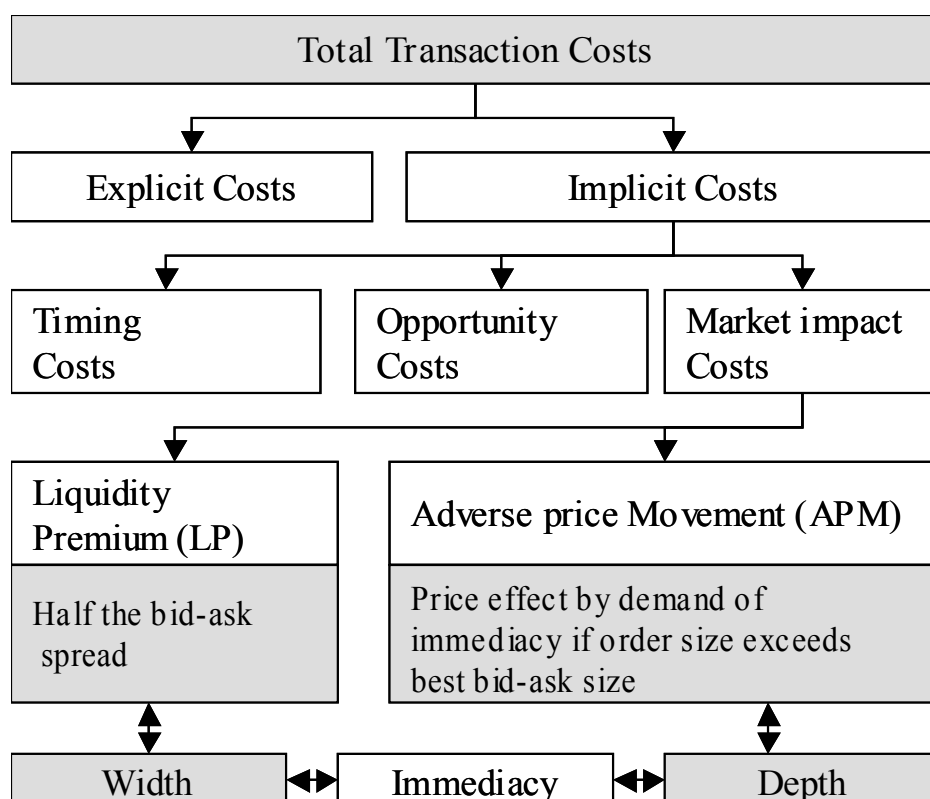 Total Transaction Costs
Explicit Costs
Implicit Costs
Timing
Costs
Opportunity
Costs
Market impact
Costs
Liquidity
Premium (LP)
Adverse price Movement (APM)
Half the bid-ask
spread
Price effect by demand of
immediacy if order size exceeds
best bid-ask size
Width
Immediacy
Depth